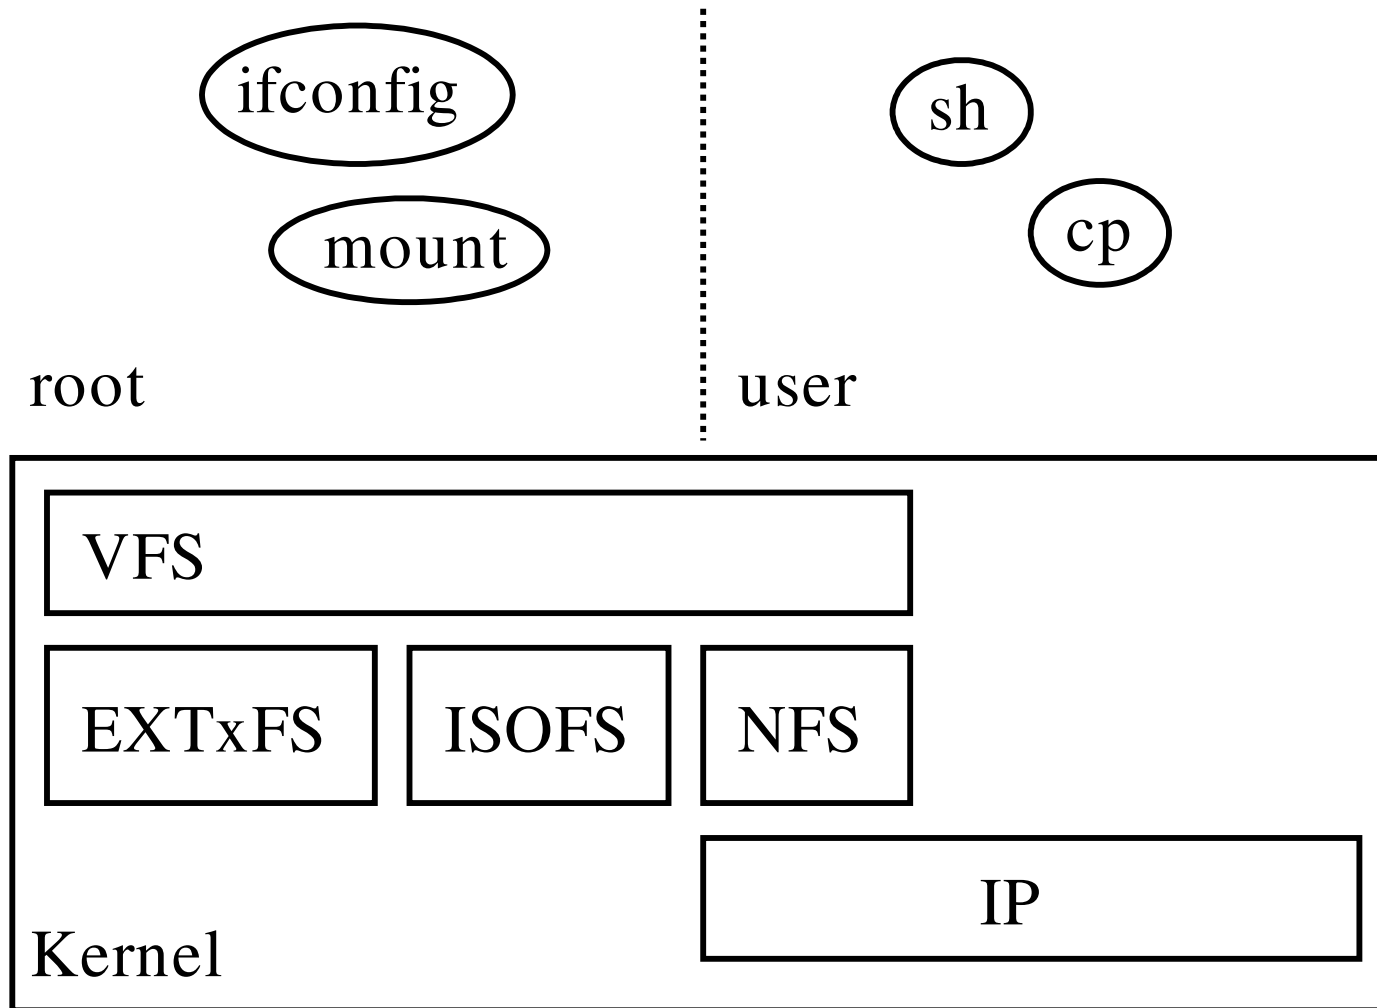 ifconfig
sh
mount
cp
root
user
VFS
EXTxFS
ISOFS
NFS
IP
Kernel